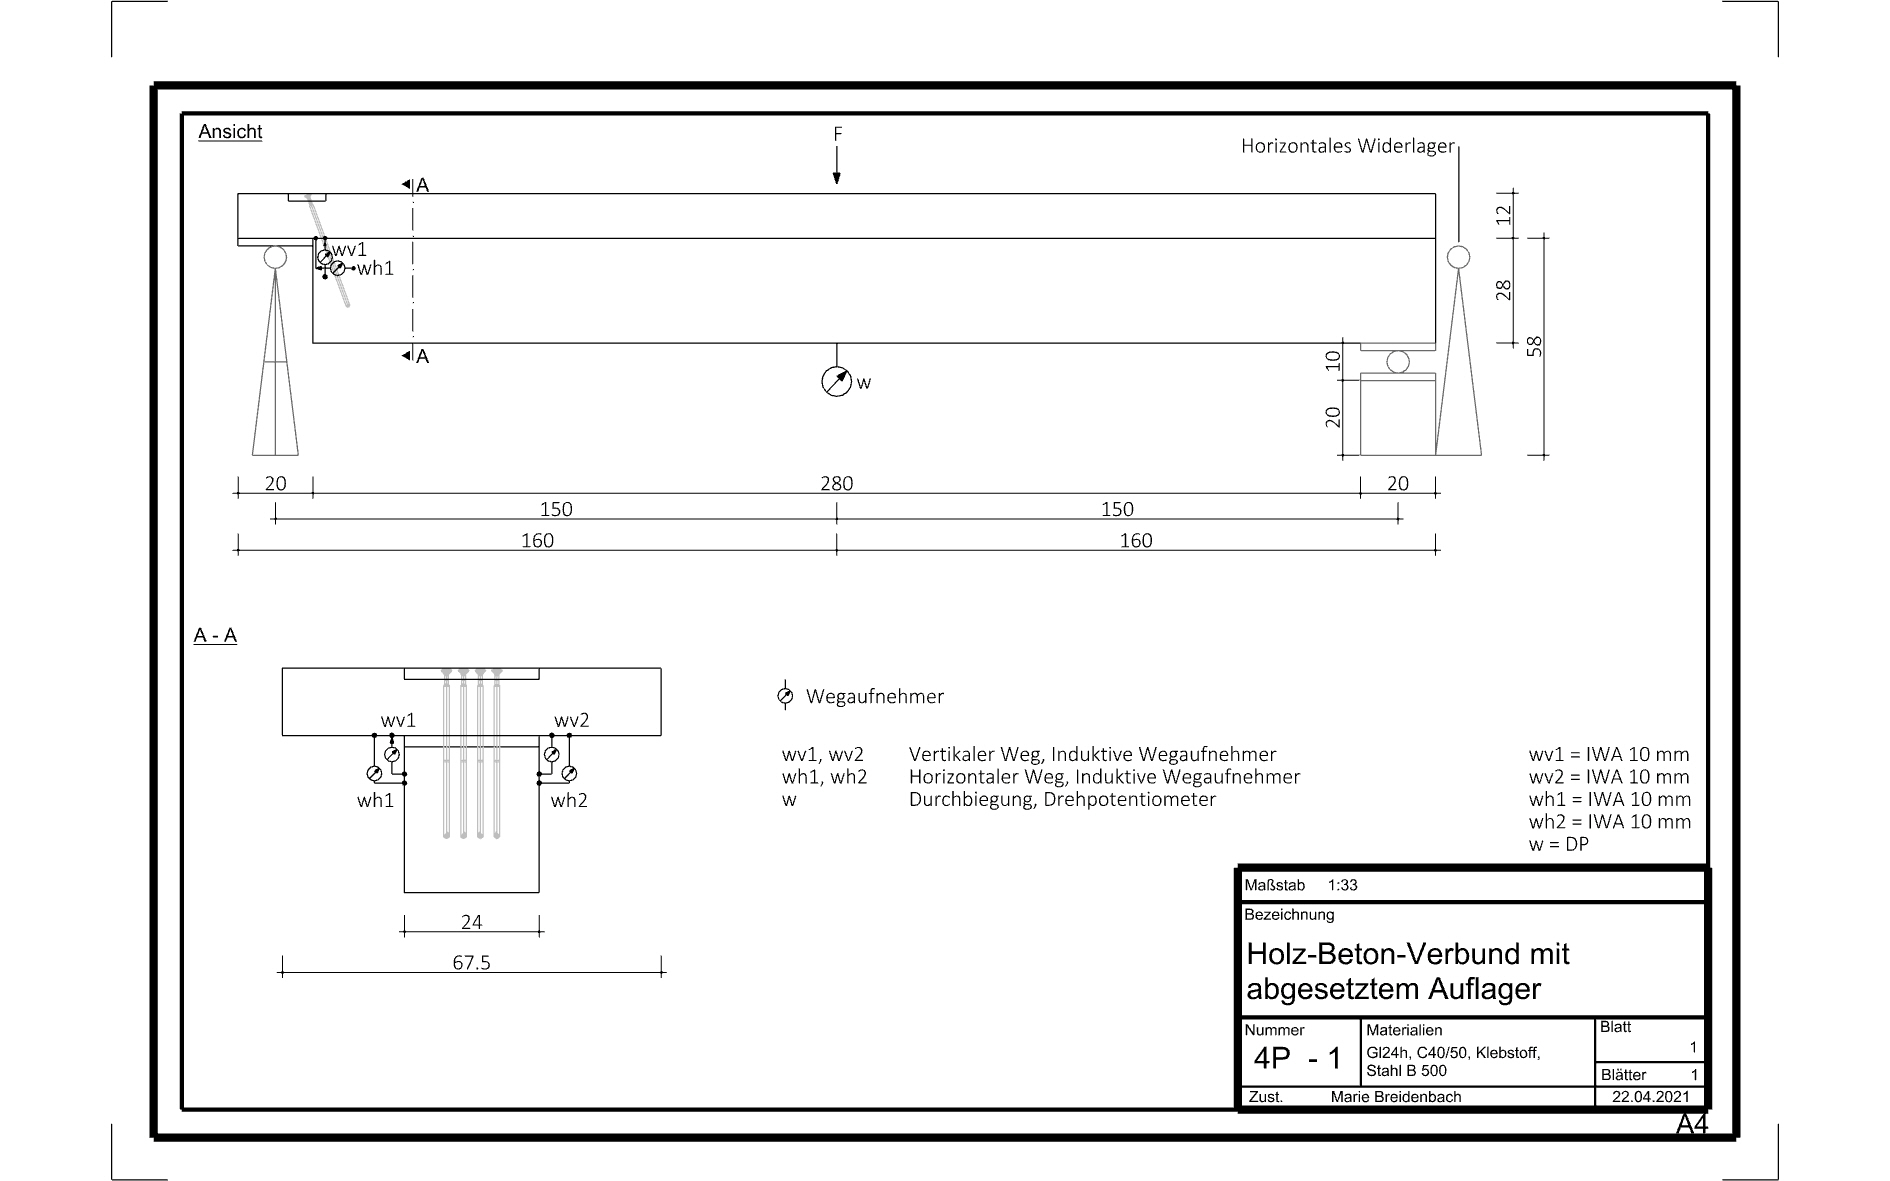 Ansicht
F
Horizontales Widerlager
A
12
wv1
wh1
28
58
A
10
w
20
20
280
20
150
150
160
160
A - A
wv1
wv2
wh1
wh2
24
67.5
Wegaufnehmer
wv1, wv2 Vertikaler Weg, Induktive Wegaufnehmer
wh1, wh2 Horizontaler Weg, Induktive Wegaufnehmer
w Durchbiegung, Drehpotentiometer
wv1 = IWA 10 mm
wv2 = IWA 10 mm
wh1 = IWA 10 mm
wh2 = IWA 10 mm
w = DP
Maßstab 1:33
Bezeichnung
Holz-Beton-Verbund mit
abgesetztem Auflager
Nummer
4P - 1
Materialien
Gl24h, C40/50, Klebstoff,
Stahl B 500
Blatt
1
Blätter 1
Zust. Marie Breidenbach 22.04.2021
A4